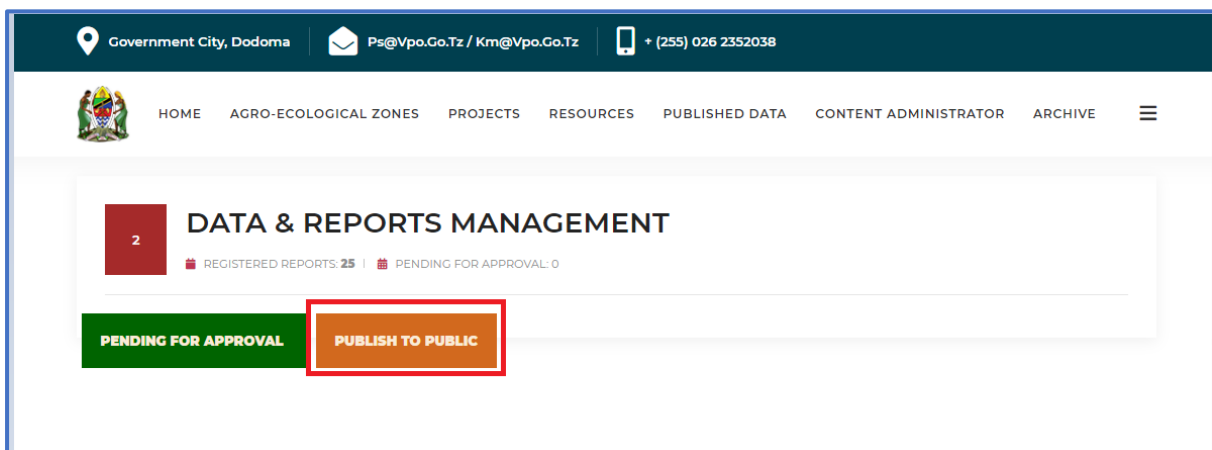 Government City, Dodoma Ps@Vpo.Go.Tz / Km@Vpo.Go.Tz + (255) 026 2352038
HOME AGRO-ECOLOGICAL ZONES PROJECTS RESOURCES PUBLISHED DATA CONTENT ADMINISTRATOR ARCHIVE
2
DATA & REPORTS MANAGEMENT
REGISTERED REPORTS: 25 | PENDING FOR APPROVAL: 0
PENDING FOR APPROVAL PUBLISH TO PUBLIC